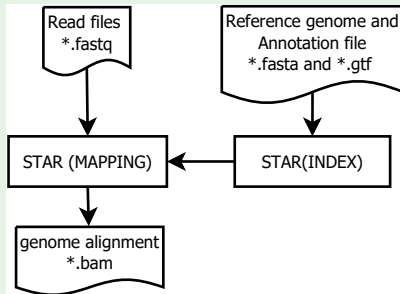 Read files
*.fastq
Reference genome and
Annotation file
*.fasta and *.gtf
STAR (MAPPING)
STAR(INDEX)
genome alignment
*.bam